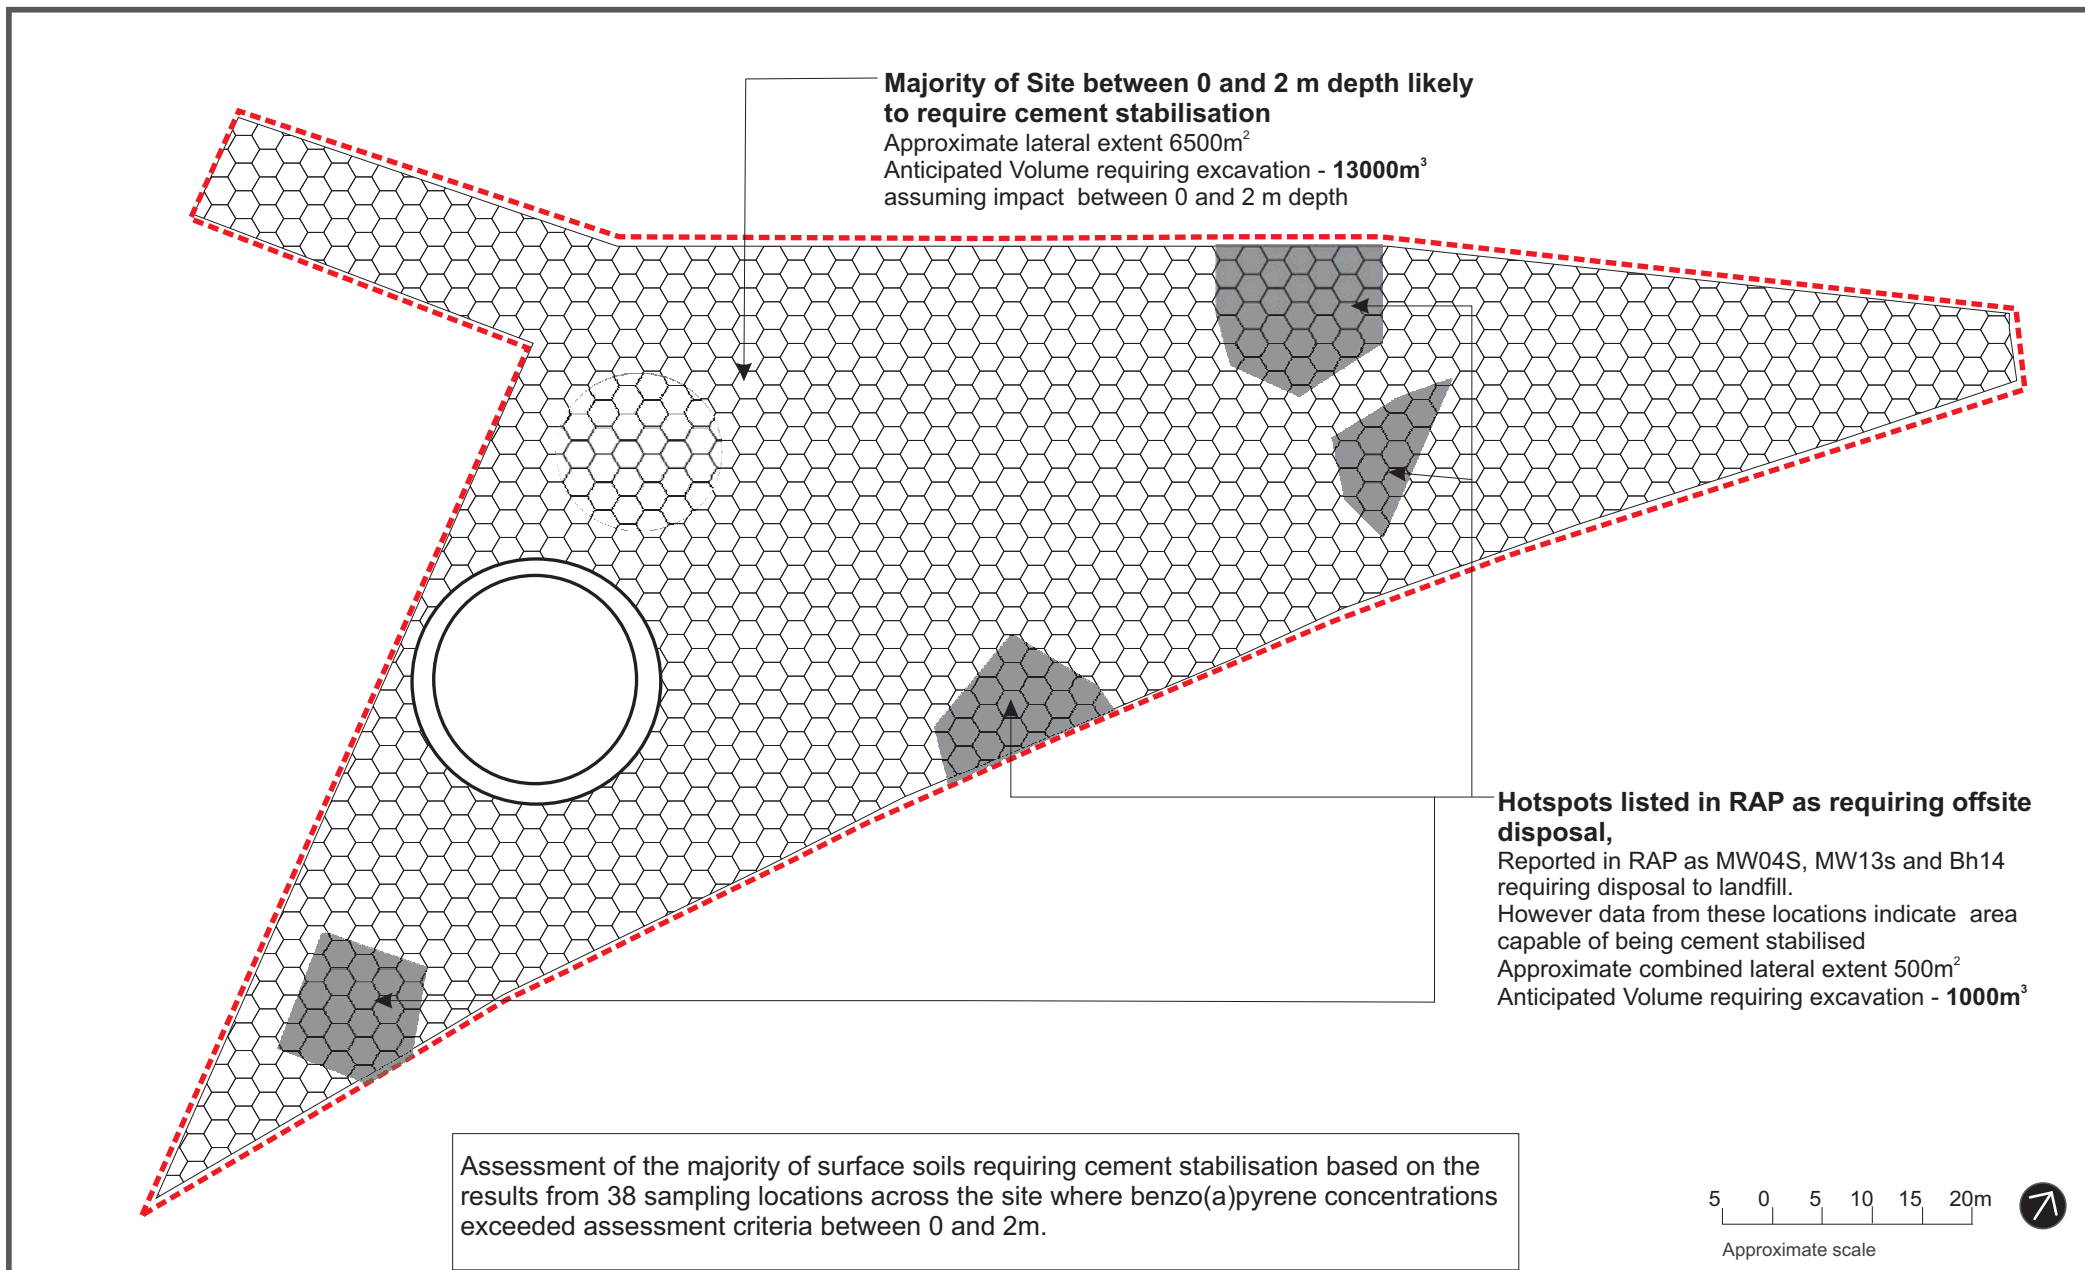 Majority of Site between 0 and 2 m depth likely
to require cement stabilisation
Approximate lateral extent 6500m²
Anticipated Volume requiring excavation - 13000m³
assuming impact between 0 and 2 m depth
Hotspots listed in RAP as requiring offsite
disposal,
Reported in RAP as MW04S, MW13s and Bh14
requiring disposal to landfill.
However data from these locations indicate area
capable of being cement stabilised
Approximate combined lateral extent 500m²
Anticipated Volume requiring excavation - 1000m³
Assessment of the majority of surface soils requiring cement stabilisation based on the
results from 38 sampling locations across the site where benzo(a)pyrene concentrations
exceeded assessment criteria between 0 and 2m.
5 0 5 10 15 20m
Approximate scale